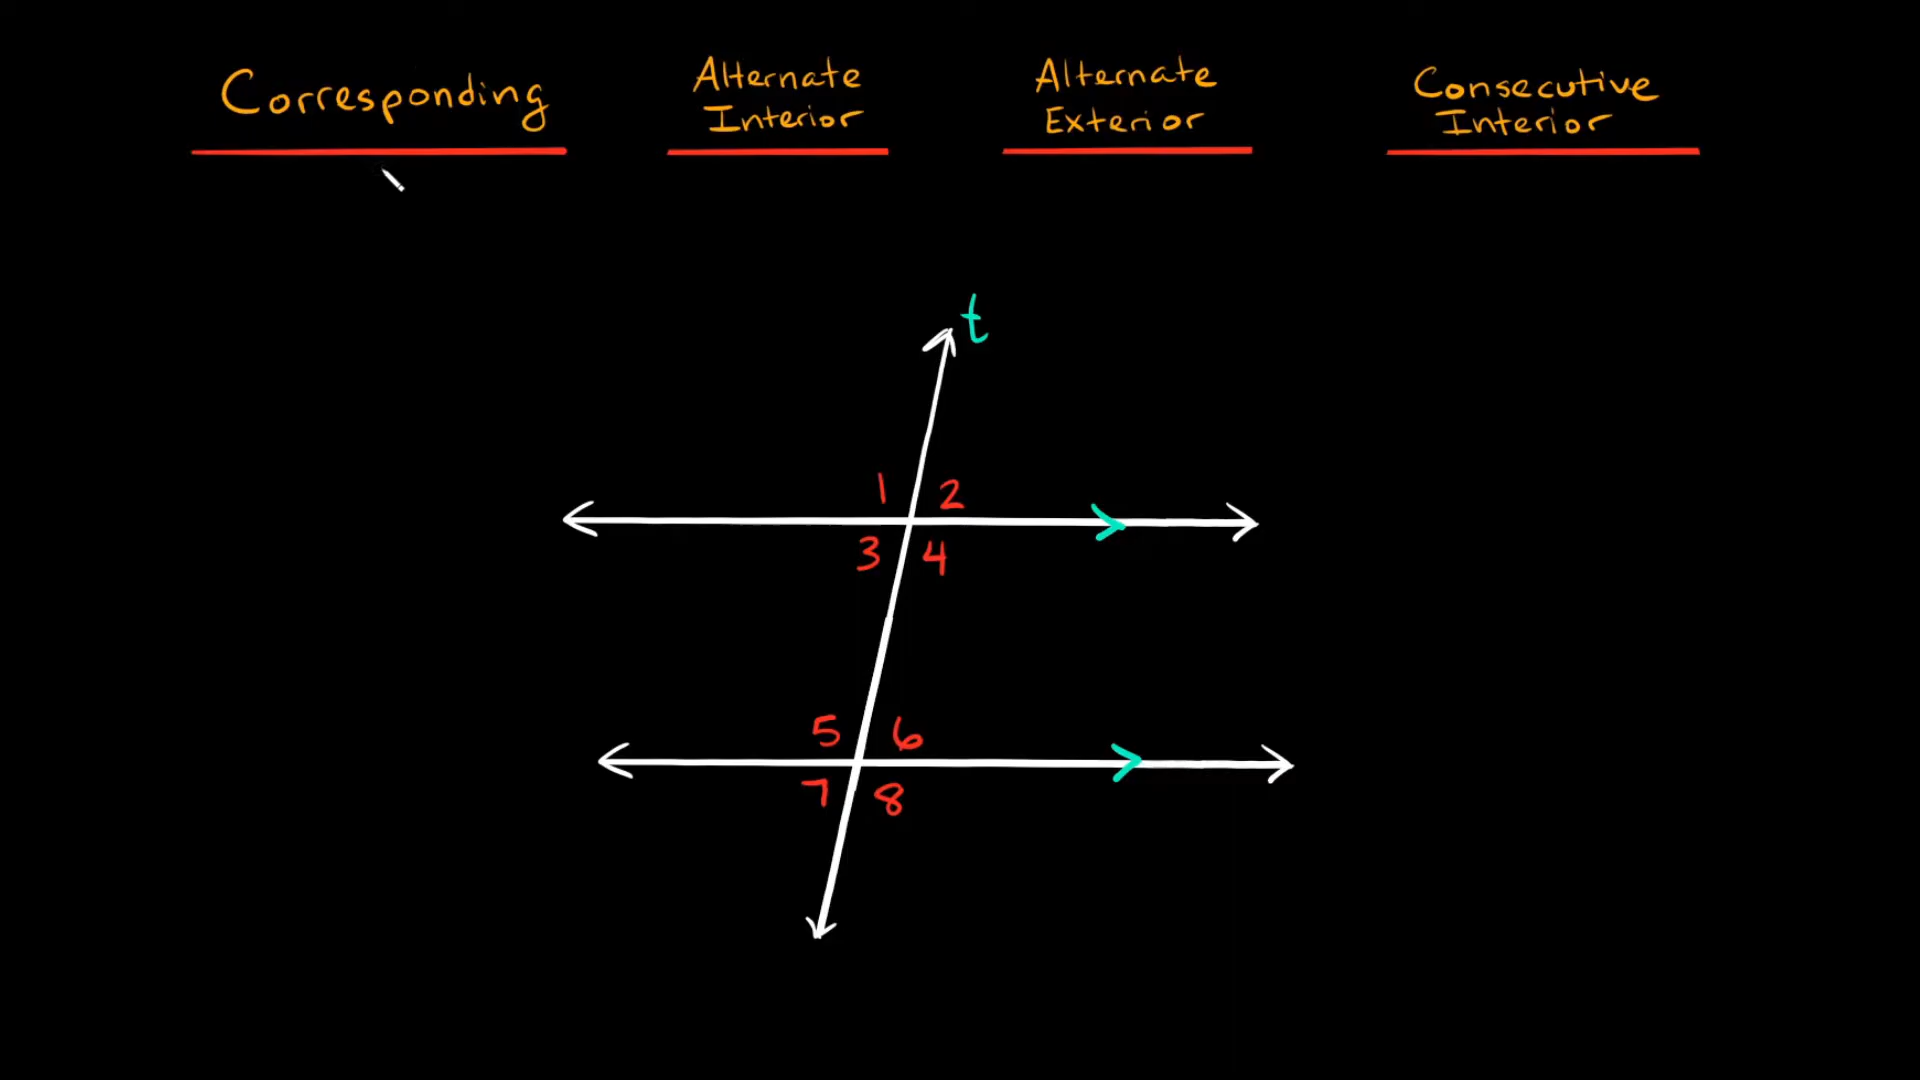 Corresponding
Alternate
Interior
Alternate
Exterior
Consecutive
Interior
t
1 2
3 4
5 6
7 8